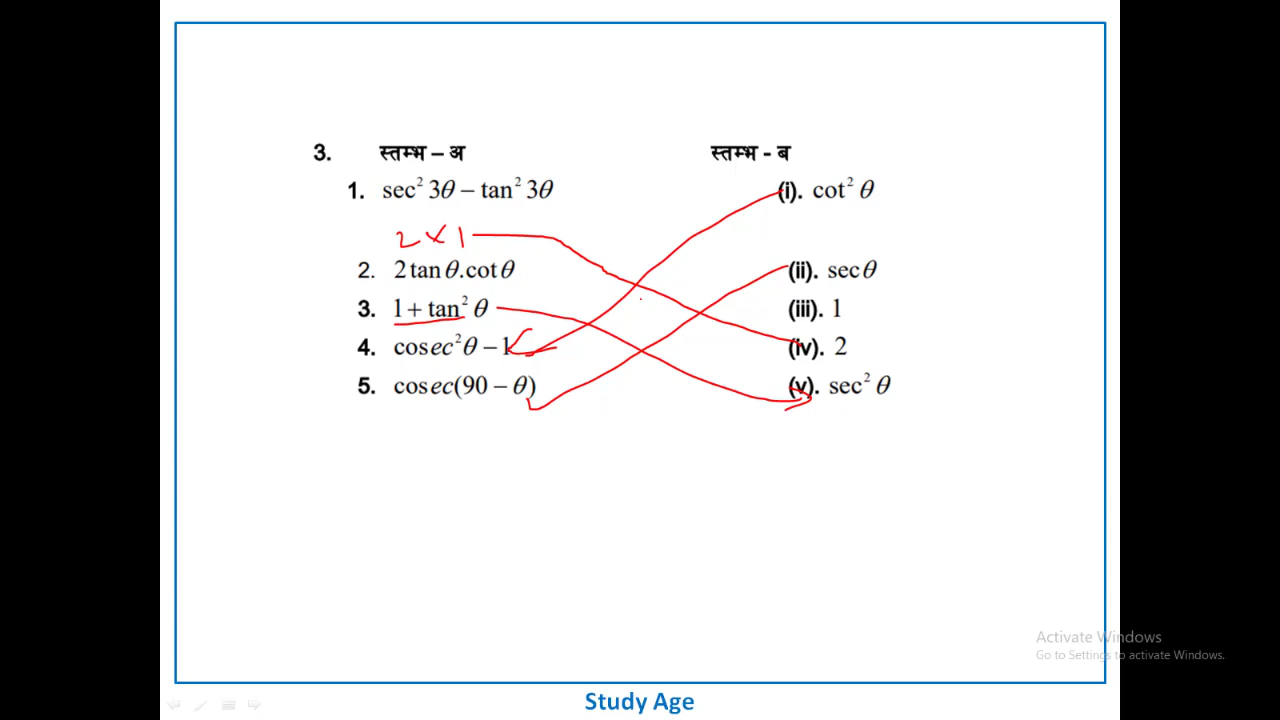 3. स्तम्भ – अ स्तम्भ - ब
1. sec² 3θ – tan² 3θ (i). cot² θ
2 × 1
2. 2 tan θ.cot θ (ii). sec θ
3. 1 + tan² θ (iii). 1
4. cosec²θ – 1 (iv). 2
5. cosec(90 – θ) (v). sec² θ
Activate Windows
Go to Settings to activate Windows.
Study Age